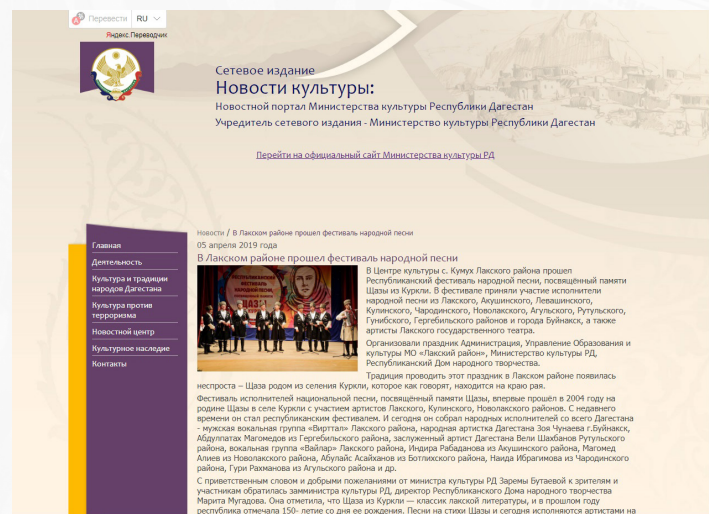 Перевести RU
Яндекс.Переводчик
Сетевое издание
Новости культуры:
Новостной портал Министерства культуры Республики Дагестан
Учредитель сетевого издания - Министерство культуры Республики Дагестан
Перейти на официальный сайт Министерства культуры РД
Главная
Деятельность
Культура и традиции
народов Дагестана
Культура против
терроризма
Новостной центр
Культурное наследие
Контакты
Новости / В Лакском районе прошел фестиваль народной песни
05 апреля 2019 года
В Лакском районе прошел фестиваль народной песни
В Центре культуры с. Кумух Лакского района прошел
Республиканский фестиваль народной песни, посвящённый памяти
Щазы из Куркли. В фестивале приняли участие исполнители
народной песни из Лакского, Акушинского, Левашинского,
Кулинского, Чародинского, Новолакского, Агульского, Рутульского,
Гунибского, Гергебильского районов и города Буйнакск, а также
артисты Лакского государственного театра.
Организовали праздник Администрация, Управление Образования и
культуры МО «Лакский район», Министерство культуры РД,
Республиканский Дом народного творчества.
Традиция проводить этот праздник в Лакском районе появилась
неспроста – Щаза родом из селения Куркли, которое как говорят, находится на краю рая.
Фестиваль исполнителей национальной песни, посвящённый памяти Щазы, впервые прошёл в 2004 году на
родине Щазы в селе Куркли с участием артистов Лакского, Кулинского, Новолакского районов. С недавнего
времени он стал республиканским фестивалем. И сегодня он собрал народных исполнителей со всего Дагестана
- мужская вокальная группа «Вирттал» Лакского района, народная артистка Дагестана Зоя Чунаева г.Буйнакск,
Абдулпатах Магомедов из Гергебильского района, заслуженный артист Дагестана Вели Шахбанов Рутульского
района, вокальная группа «Вайлар» Лакского района, Индира Рабаданова из Акушинского района, Магомед
Алиев из Новолакского района, Абулайс Асайханов из Ботлихского района, Наида Ибрагимова из Чародинского
района, Гури Рахманова из Агульского района и др.
С приветственным словом и добрыми пожеланиями от министра культуры РД Заремы Бутаевой к зрителям и
участникам обратилась замминистра культуры РД, директор Республиканского Дома народного творчества
Марита Мугадова. Она отметила, что Щаза из Куркли — классик лакской литературы, и в прошлом году
республика отмечала 150- летие со дня ее рождения. Песни на стихи Щазы и сегодня исполняются артистами на